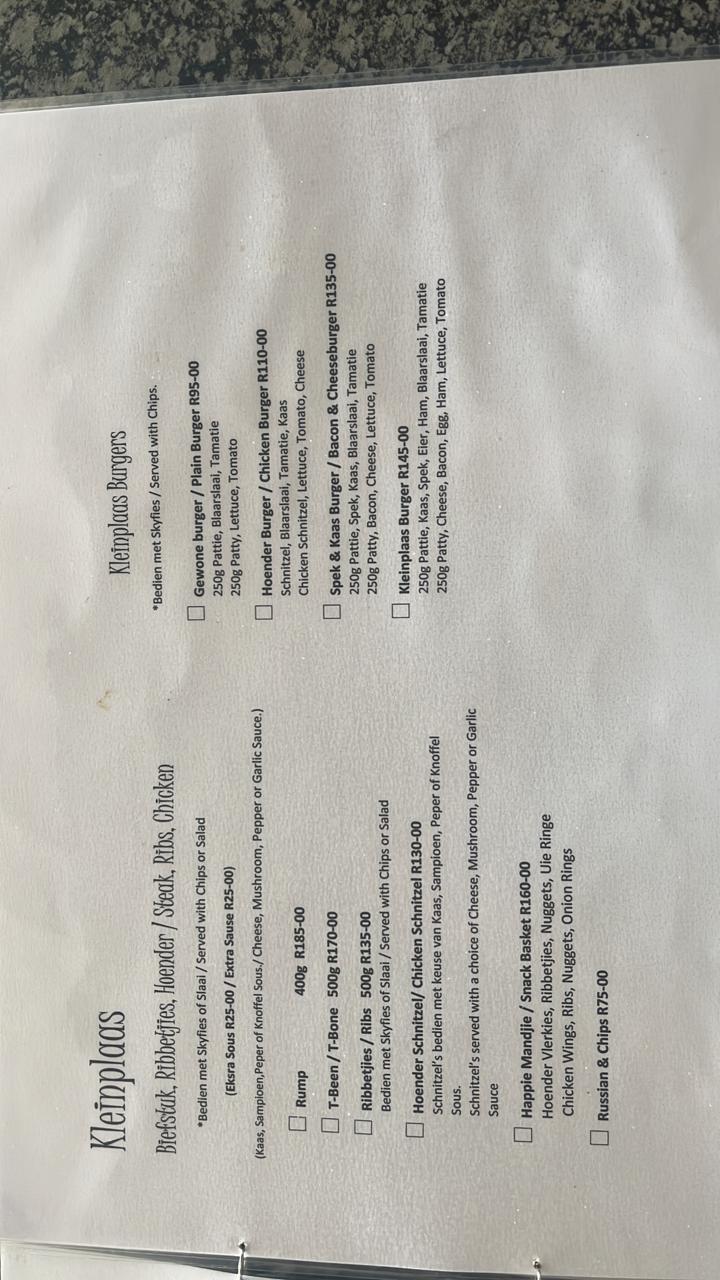 Kleinplaas
Biefstuk, Ribbetjies, Hoender / Steak, Ribs, Chicken
*Bedien met Skyfies of Slaai / Served with Chips or Salad
(Eksra Sous R25-00 / Extra Sause R25-00)
(Kaas, Sampioen,Peper of Knoffel Sous./ Cheese, Mushroom, Pepper or Garlic Sauce.)
Rump 400g R185-00
T-Been / T-Bone 500g R170-00
Ribbetjies / Ribs 500g R135-00
Bedien met Skyfies of Slaai / Served with Chips or Salad
Hoender Schnitzel/ Chicken Schnitzel R130-00
Schnitzel's bedien met keuse van Kaas, Sampioen, Peper of Knoffel
Sous.
Schnitzel's served with a choice of Cheese, Mushroom, Pepper or Garlic
Sauce
Happie Mandjie / Snack Basket R160-00
Hoender Vlerkies, Ribbetjies, Nuggets, Uie Ringe
Chicken Wings, Ribs, Nuggets, Onion Rings
Russian & Chips R75-00
Kleinplaas Burgers
*Bedien met Skyfies / Served with Chips.
Gewone burger / Plain Burger R95-00
250g Pattie, Blaarslaai, Tamatie
250g Patty, Lettuce, Tomato
Hoender Burger / Chicken Burger R110-00
Schnitzel, Blaarslaai, Tamatie, Kaas
Chicken Schnitzel, Lettuce, Tomato, Cheese
Spek & Kaas Burger / Bacon & Cheeseburger R135-00
250g Pattie, Spek, Kaas, Blaarslaai, Tamatie
250g Patty, Bacon, Cheese, Lettuce, Tomato
Kleinplaas Burger R145-00
250g Pattie, Kaas, Spek, Eier, Ham, Blaarslaai, Tamatie
250g Patty, Cheese, Bacon, Egg, Ham, Lettuce, Tomato